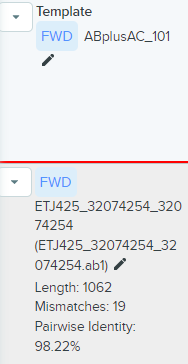 Template
FWD ABplusAC_101
FWD
ETJ425_32074254_320
74254
(ETJ425_32074254_32
074254.ab1)
Length: 1062
Mismatches: 19
Pairwise Identity:
98.22%